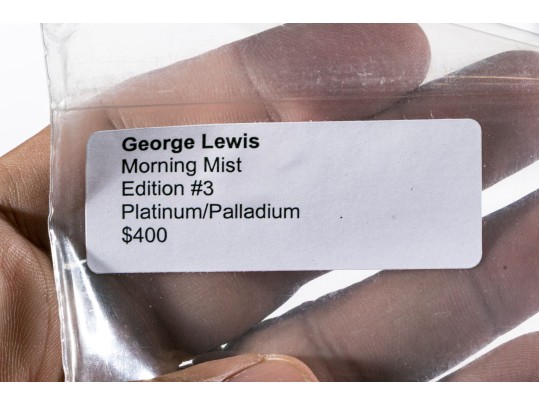 George Lewis
Morning Mist
Edition #3
Platinum/Palladium
$400